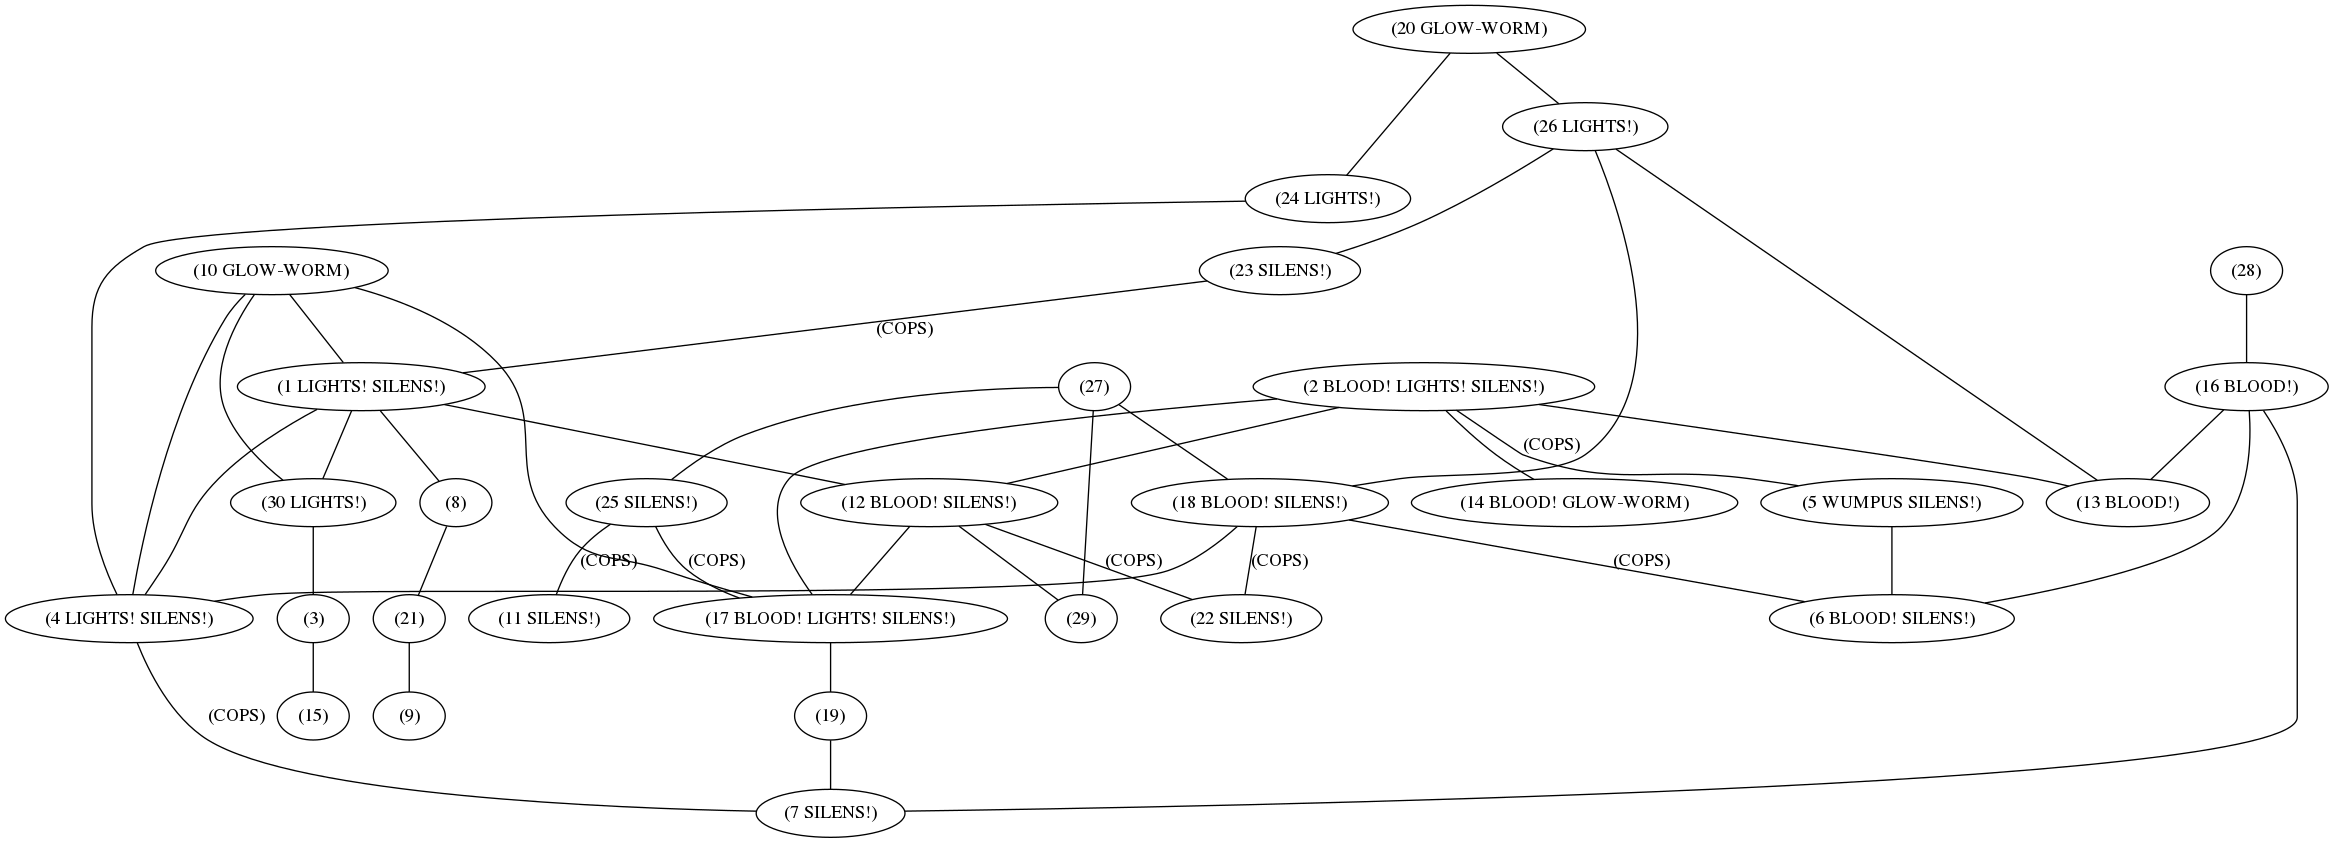 (20 GLOW-WORM)
(26 LIGHTS!)
(24 LIGHTS!)
(10 GLOW-WORM)
(23 SILENS!)
(28)
(COPS)
(1 LIGHTS! SILENS!)
(27)
(2 BLOOD! LIGHTS! SILENS!)
(16 BLOOD!)
(COPS)
(30 LIGHTS!)
(8)
(25 SILENS!)
(12 BLOOD! SILENS!)
(18 BLOOD! SILENS!)
(14 BLOOD! GLOW-WORM)
(5 WUMPUS SILENS!)
(13 BLOOD!)
(COPS)
(COPS)
(COPS)
(COPS)
(COPS)
(4 LIGHTS! SILENS!)
(3)
(21)
(11 SILENS!)
(17 BLOOD! LIGHTS! SILENS!)
(29)
(22 SILENS!)
(6 BLOOD! SILENS!)
(COPS)
(15)
(9)
(19)
(7 SILENS!)